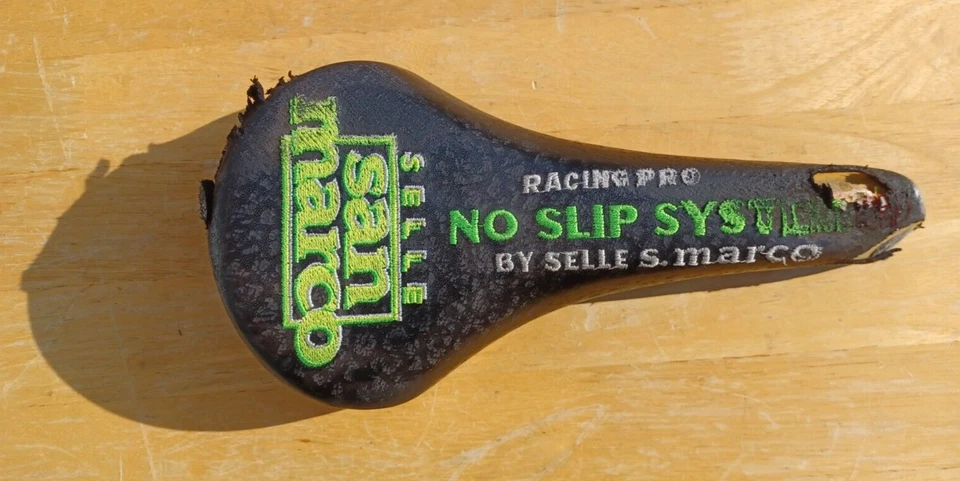 SELLE
san
marco
RACING PRO
NO SLIP SYSTEM
BY SELLE S. marco